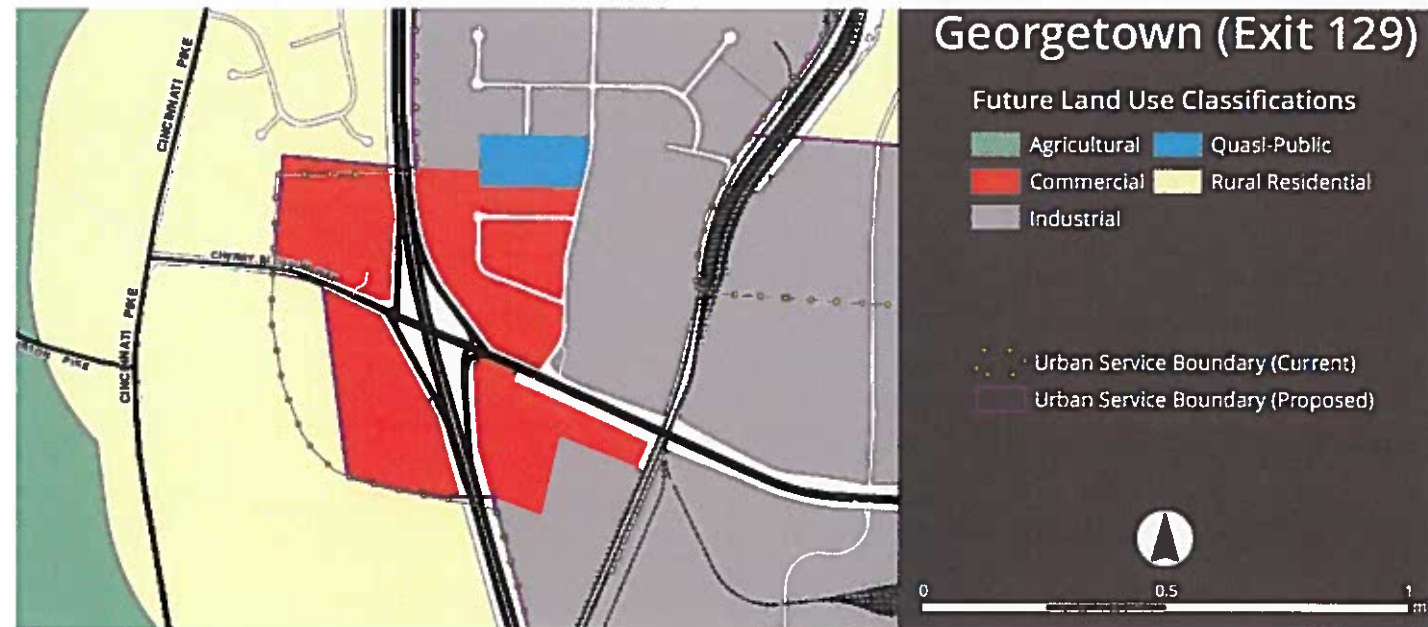 Georgetown (Exit 129)
Future Land Use Classifications
Agricultural
Quasi-Public
Commercial
Rural Residential
Industrial
Urban Service Boundary (Current)
Urban Service Boundary (Proposed)
0 0.5 1
CINCINNATI PIKE
CINCINNATI PIKE
PIKE